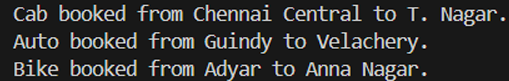 Cab booked from Chennai Central to T. Nagar.
Auto booked from Guindy to Velachery.
Bike booked from Adyar to Anna Nagar.